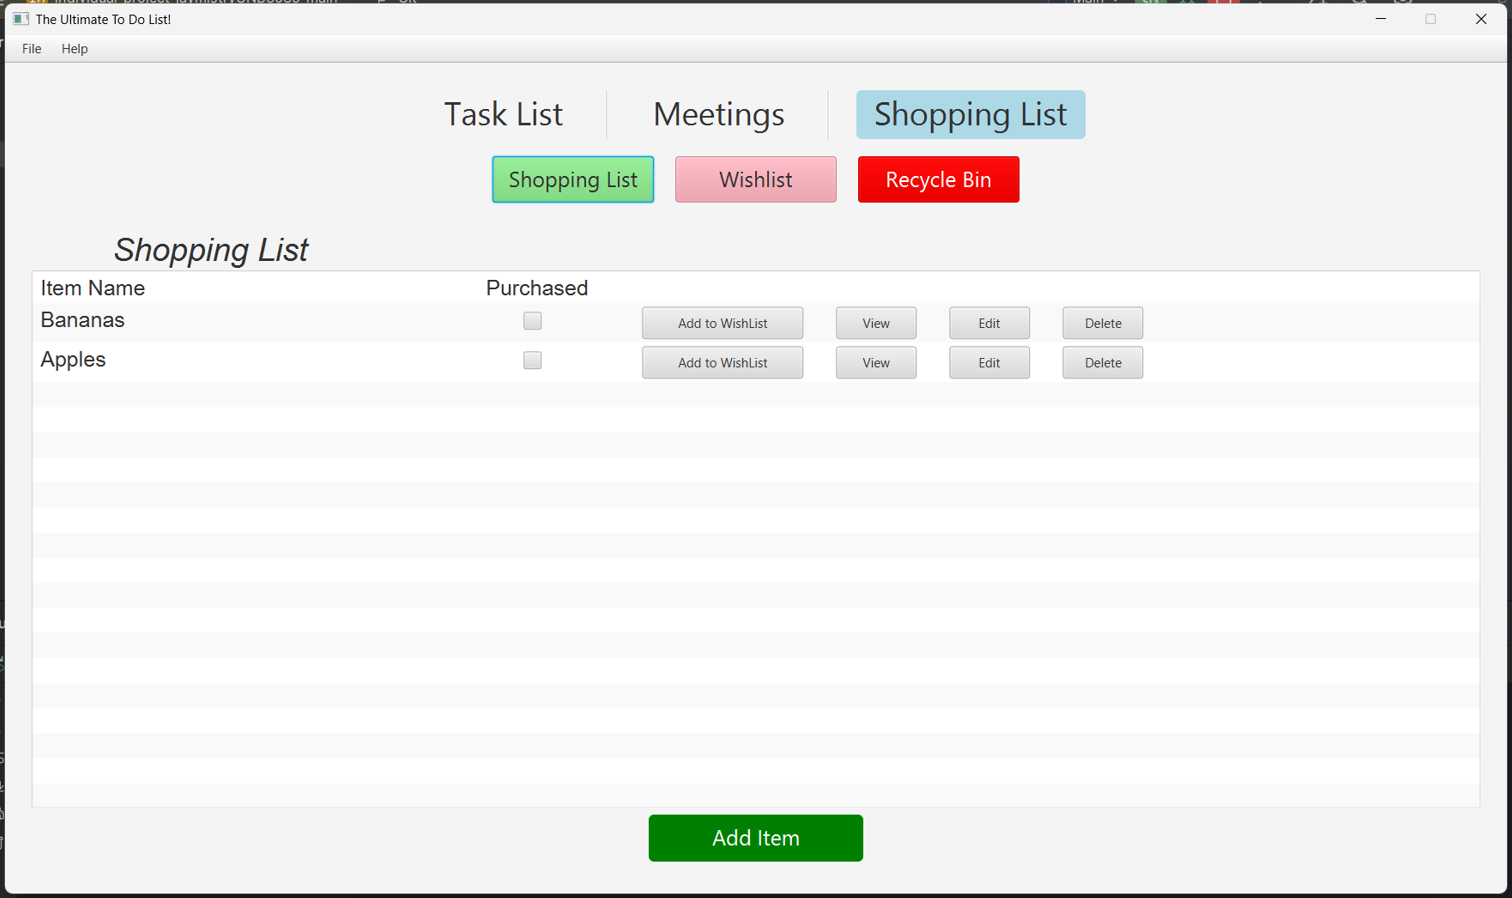 The Ultimate To Do List!
File Help
Task List Meetings Shopping List
Shopping List Wishlist Recycle Bin
Shopping List
Item Name Purchased
Bananas Add to WishList View Edit Delete
Apples Add to WishList View Edit Delete
Add Item